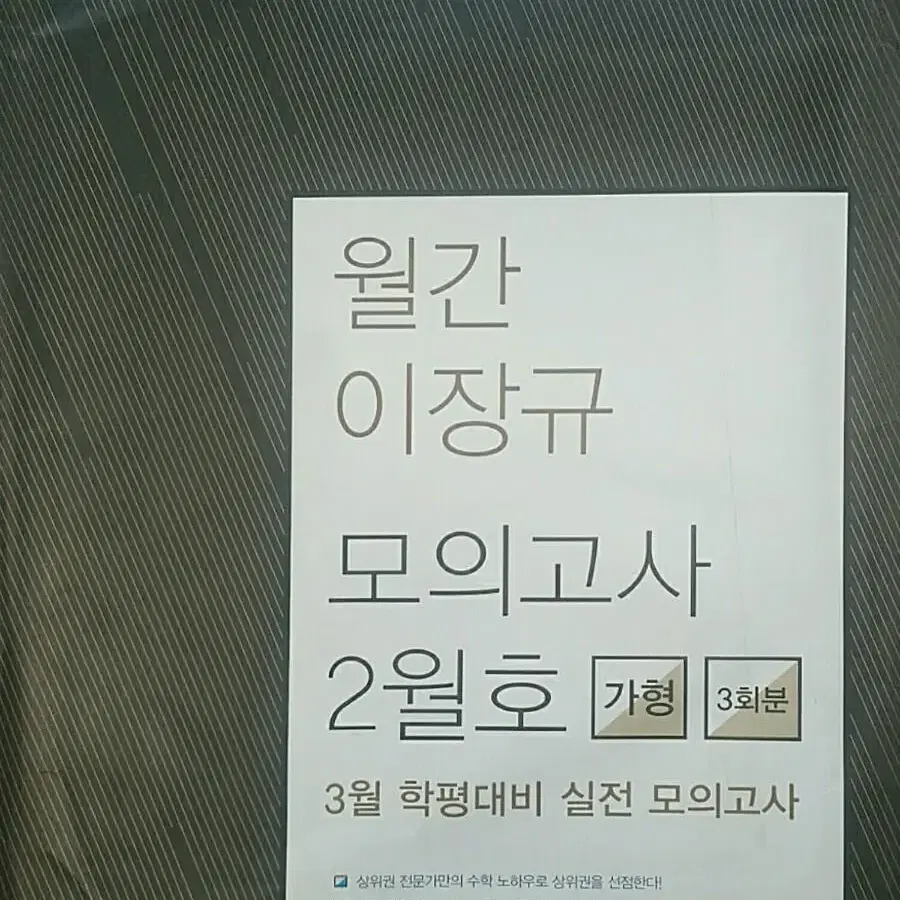 월간
이장규
모의고사
2월호 가형 3회분
3월 학평대비 실전 모의고사
상위권 전문가만의 수학 노하우로 상위권을 선점한다!